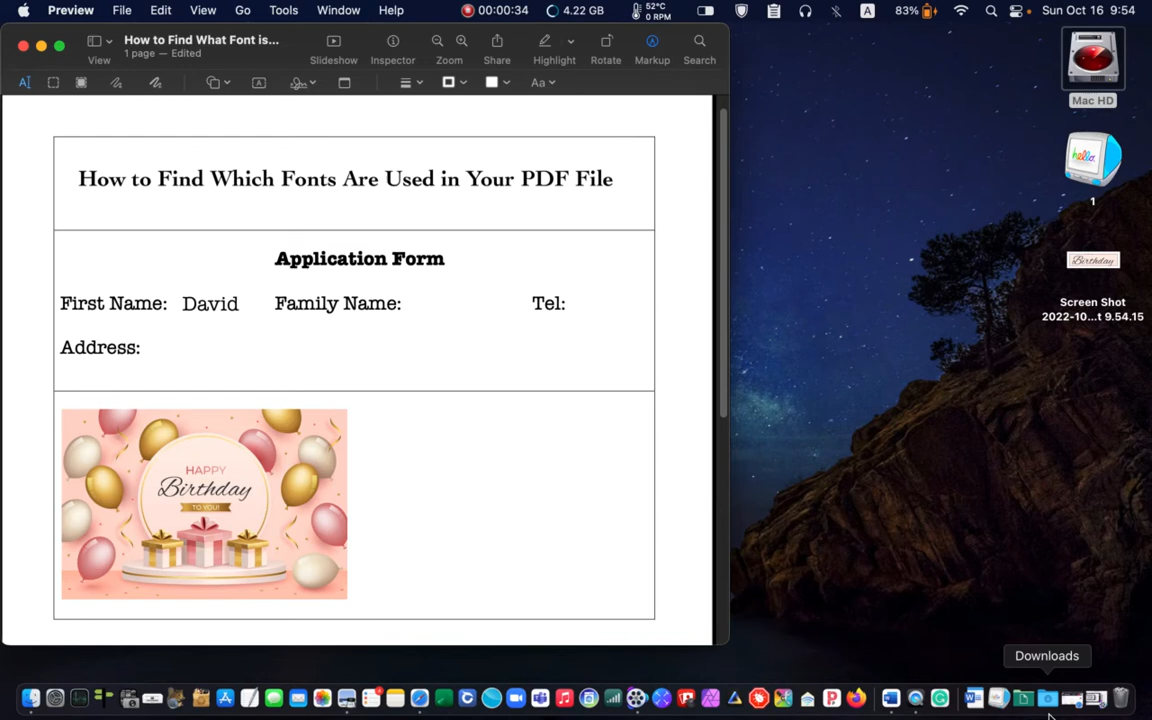 Preview File Edit View Go Tools Window Help 00:00:34 4.22 GB 52°C 0 RPM A 83% Sun Oct 16 9:54
How to Find What Font is...
1 page — Edited
View Slideshow Inspector Zoom Share Highlight Rotate Markup Search
A Aa
How to Find Which Fonts Are Used in Your PDF File
Application Form
First Name: David Family Name: Tel:
Address:
HAPPY
Birthday
TO YOU!
Mac HD
hello.
1
Birthday
Screen Shot
2022-10...t 9.54.15
Downloads